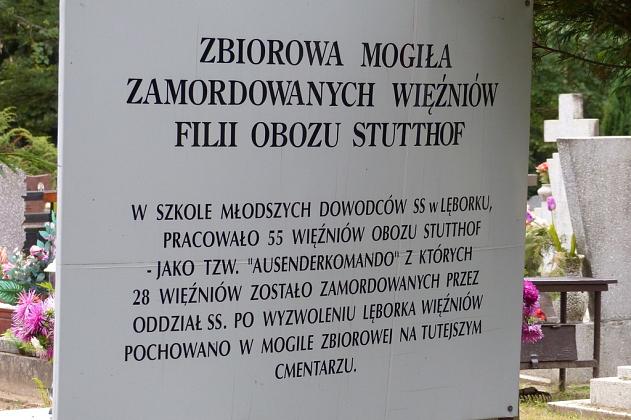 ZBIOROWA MOGIŁA
ZAMORDOWANYCH WIĘŹNIÓW
FILII OBOZU STUTTHOF
W SZKOLE MŁODSZYCH DOWODCÓW SS w LĘBORKU,
PRACOWAŁO 55 WIĘŹNIÓW OBOZU STUTTHOF
- JAKO TZW. "AUSENDERKOMANDO" Z KTÓRYCH
28 WIĘŹNIÓW ZOSTAŁO ZAMORDOWANYCH PRZEZ
ODDZIAŁ SS. PO WYZWOLENIU LĘBORKA WIĘŹNIÓW
POCHOWANO W MOGILE ZBIOROWEJ NA TUTEJSZYM
CMENTARZU.